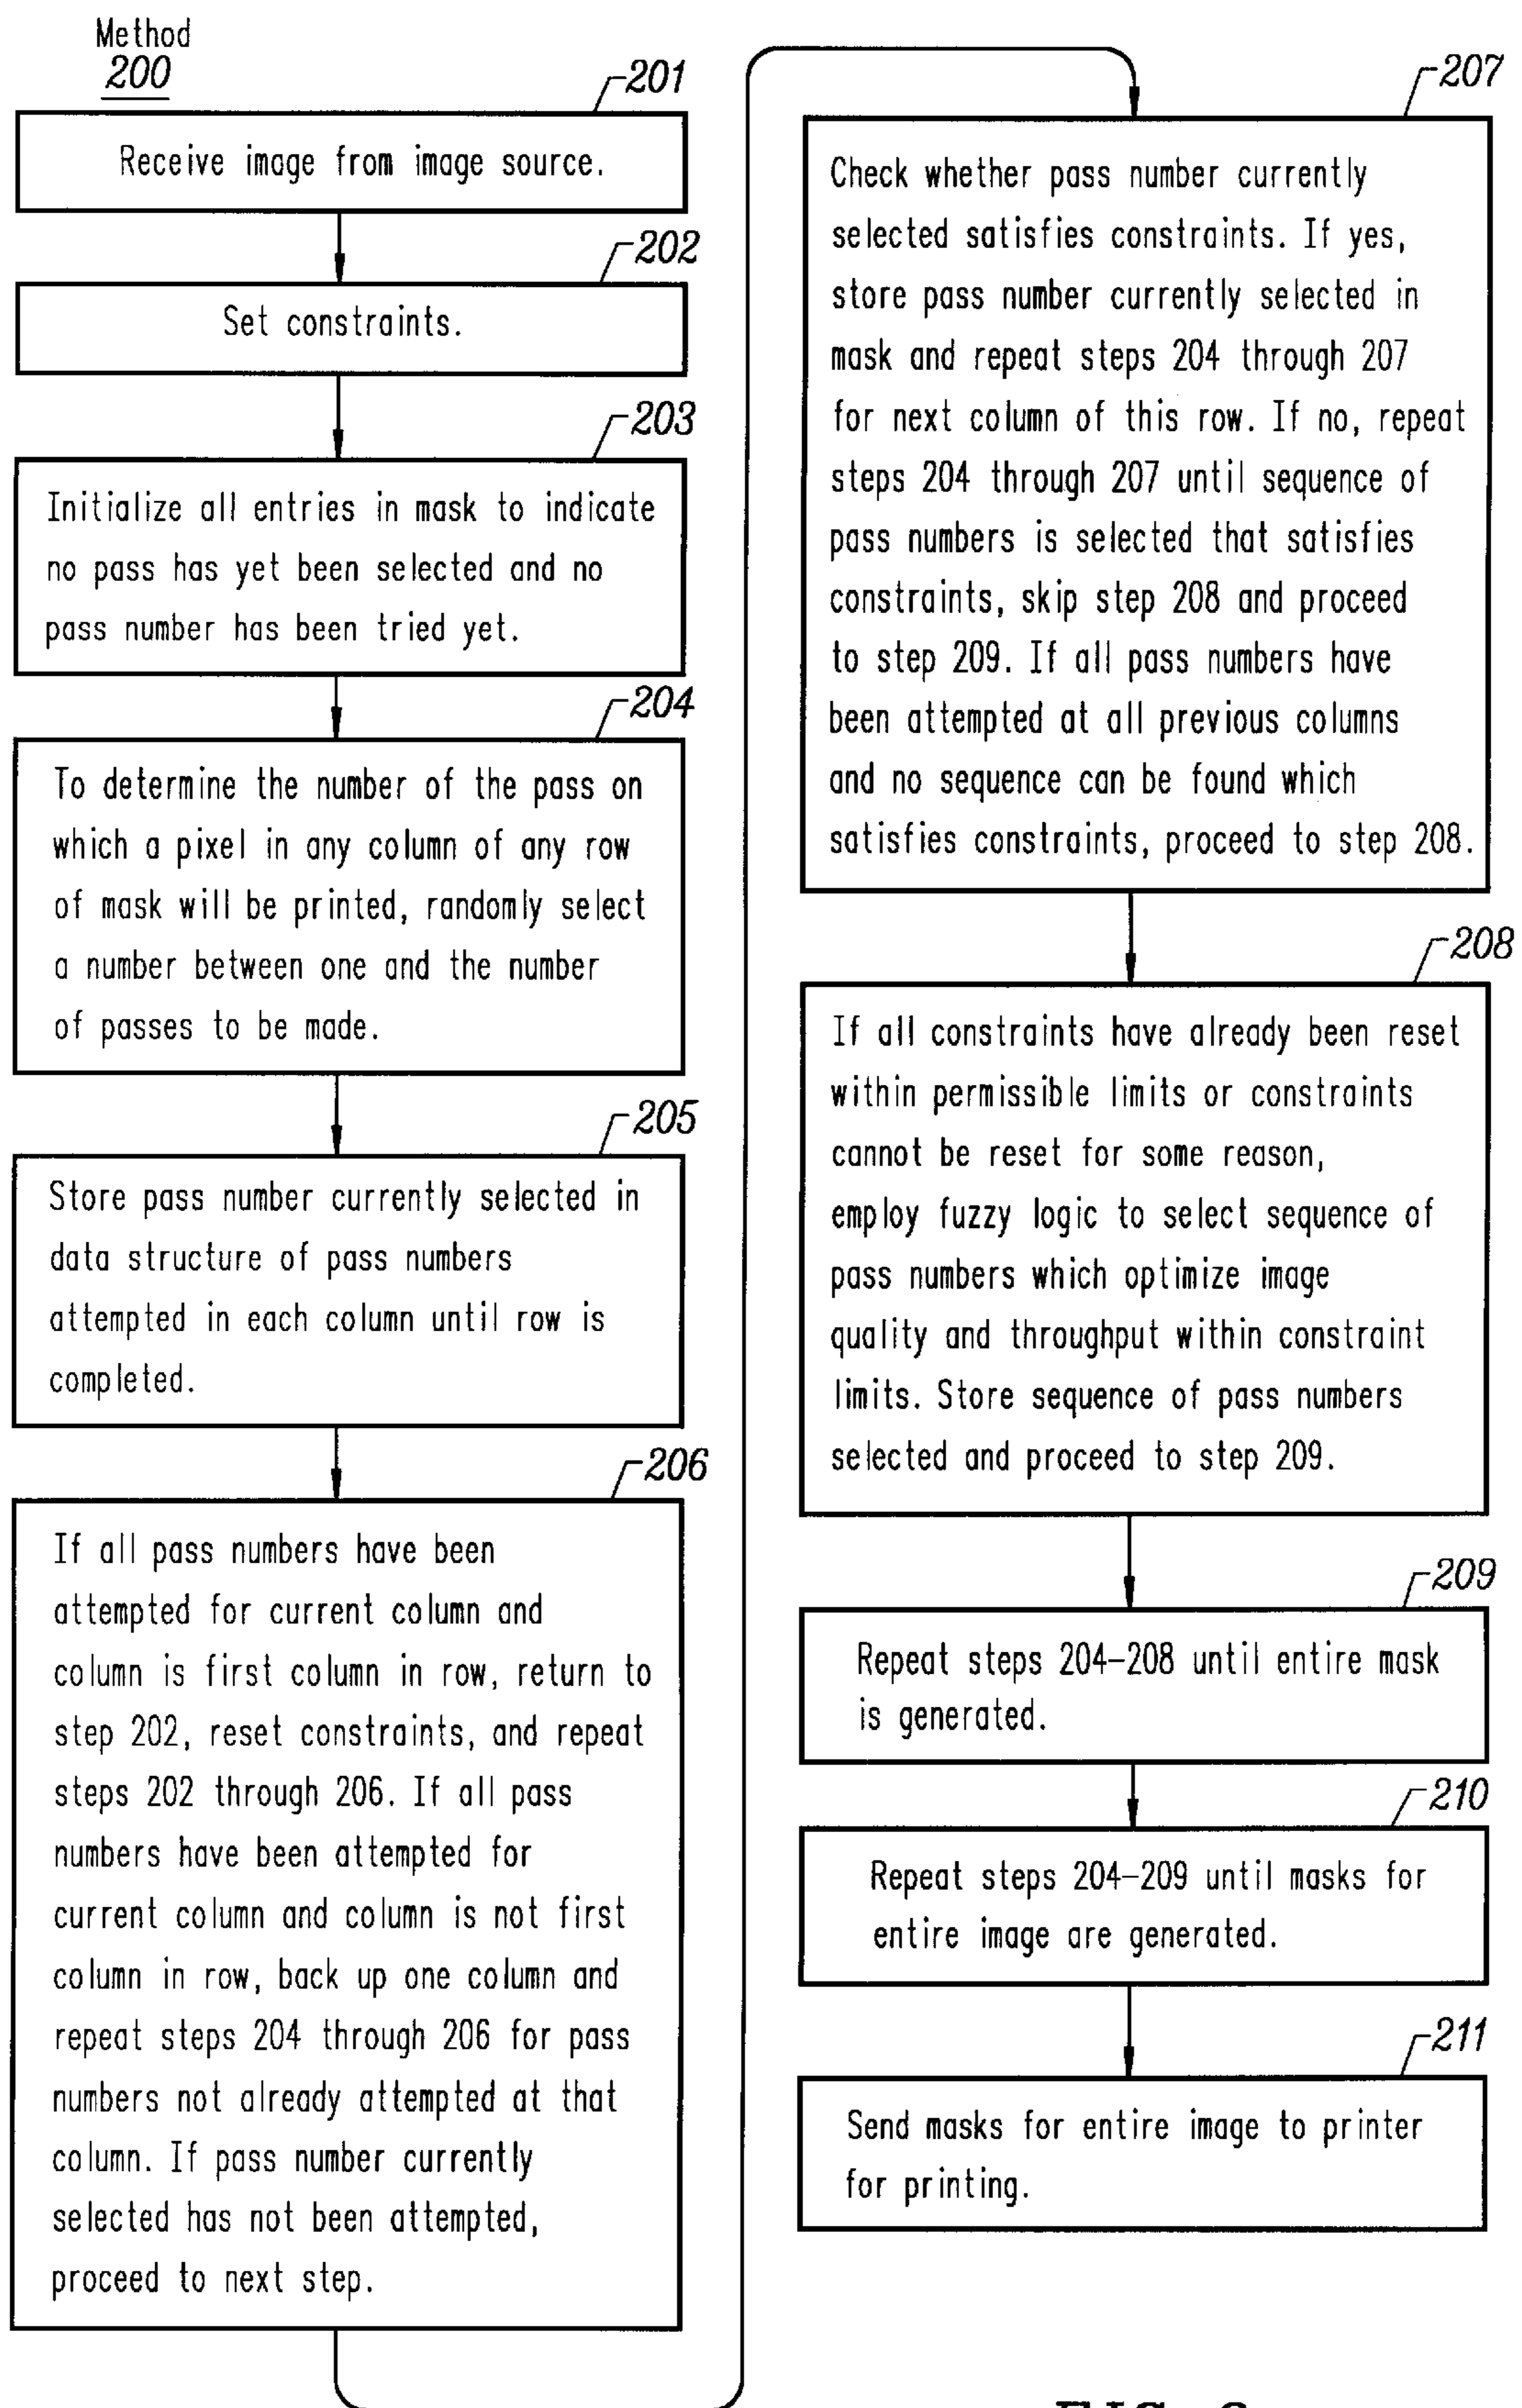 Method
200
201
Receive image from image source.
202
Set constraints.
203
Initialize all entries in mask to indicate
no pass has yet been selected and no
pass number has been tried yet.
204
To determine the number of the pass on
which a pixel in any column of any row
of mask will be printed, randomly select
a number between one and the number
of passes to be made.
205
Store pass number currently selected in
data structure of pass numbers
attempted in each column until row is
completed.
206
If all pass numbers have been
attempted for current column and
column is first column in row, return to
step 202, reset constraints, and repeat
steps 202 through 206. If all pass
numbers have been attempted for
current column and column is not first
column in row, back up one column and
repeat steps 204 through 206 for pass
numbers not already attempted at that
column. If pass number currently
selected has not been attempted,
proceed to next step.
207
Check whether pass number currently
selected satisfies constraints. If yes,
store pass number currently selected in
mask and repeat steps 204 through 207
for next column of this row. If no, repeat
steps 204 through 207 until sequence of
pass numbers is selected that satisfies
constraints, skip step 208 and proceed
to step 209. If all pass numbers have
been attempted at all previous columns
and no sequence can be found which
satisfies constraints, proceed to step 208.
208
If all constraints have already been reset
within permissible limits or constraints
cannot be reset for some reason,
employ fuzzy logic to select sequence of
pass numbers which optimize image
quality and throughput within constraint
limits. Store sequence of pass numbers
selected and proceed to step 209.
209
Repeat steps 204-208 until entire mask
is generated.
210
Repeat steps 204-209 until masks for
entire image are generated.
211
Send masks for entire image to printer
for printing.